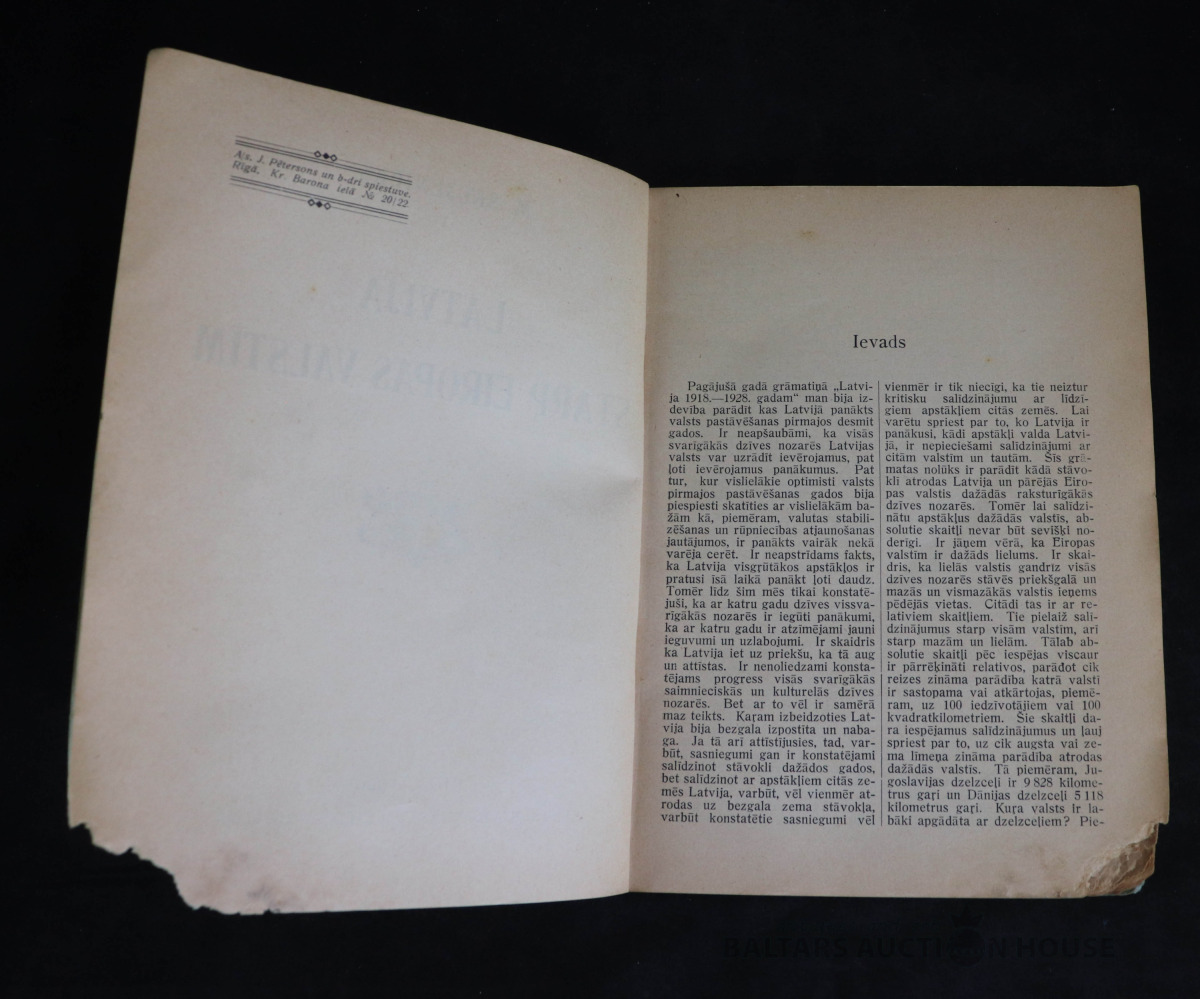 A/s. J. Pētersons un b-dri spiestuve.
Rīgā, Kr. Barona ielā № 20/22
LATVIJA
STARP EIROPAS VALSTĪM
Ievads
Pagājušā gadā grāmatiņā „Latvi-
ja 1918.—1928. gadam“ man bija iz-
devība parādīt kas Latvijā panākts
valsts pastāvēšanas pirmajos desmit
gados. Ir neapšaubāmi, ka visās
svarīgākās dzīves nozarēs Latvijas
valsts var uzrādīt ievērojamus, pat
ļoti ievērojamus panākumus. Pat
tur, kur vislielākie optimisti valsts
pirmajos pastāvēšanas gados bija
piespiesti skatīties ar vislielākām ba-
žām kā, piemēram, valutas stabili-
zēšanas un rūpniecības atjaunošanas
jautājumos, ir panākts vairāk nekā
varēja cerēt. Ir neapstrīdams fakts,
ka Latvija visgrūtākos apstākļos ir
pratusi īsā laikā panākt ļoti daudz.
Tomēr līdz šim mēs tikai konstatē-
juši, ka ar katru gadu dzīves vissva-
rīgākās nozarēs ir iegūti panākumi,
ka ar katru gadu ir atzīmējami jauni
ieguvumi un uzlabojumi. Ir skaidris
ka Latvija iet uz priekšu, ka tā aug
un attīstas. Ir nenoliedzami konsta-
tējams progress visās svarīgākās
saimnieciskās un kulturelās dzīves
nozarēs. Bet ar to vēl ir samērā
maz teikts. Kaŗam izbeidzoties Lat-
vija bija bezgala izpostīta un naba-
ga. Ja tā arī attīstījusies, tad, var-
būt, sasniegumi gan ir konstatējami
salīdzinot stāvokli dažādos gados,
bet salīdzinot ar apstākļiem citās ze-
mēs Latvija, varbūt, vēl vienmēr at-
rodas uz bezgala zema stāvokļa,
varbūt konstatētie sasniegumi vēl
vienmēr ir tik niecīgi, ka tie neiztur
kritisku salīdzinājumu ar līdzī-
giem apstākļiem citās zemēs. Lai
varētu spriest par to, ko Latvija ir
panākusi, kādi apstākļi valda Latvi-
jā, ir nepieciešami salīdzinājumi ar
citām valstīm un tautām. Šīs grā-
matas nolūks ir parādīt kādā stāvo-
klī atrodas Latvija un pārējās Eiro-
pas valstis dažādās raksturīgākās
dzīves nozarēs. Tomēr lai salīdzi-
nātu apstākļus dažādās valstīs, ab-
solutie skaitļi nevar būt sevišķi no-
derīgi. Ir jāņem vērā, ka Eiropas
valstīm ir dažāds lielums. Ir skai-
dris, ka lielās valstis gandrīz visās
dzīves nozarēs stāvēs priekšgalā un
mazās un vismazākās valstis ieņems
pēdējās vietas. Citādi tas ir ar re-
lativiem skaitļiem. Tie pielaiž salī-
dzinājumus starp visām valstīm, arī
starp mazām un lielām. Tālab ab-
solutie skaitļi pēc iespējas viscaur
ir pārrēķināti relativos, parādot cik
reizes zināma parādība katrā valstī
ir sastopama vai atkārtojas, piemē-
ram, uz 100 iedzīvotājiem vai 100
kvadratkilometriem. Šie skaitļi da-
ra iespējamus salīdzinājumus un ļauj
spriest par to, uz cik augsta vai ze-
ma līmeņa zināma parādība atrodas
dažādās valstīs. Tā piemēram, Ju-
goslavijas dzelzceļi ir 9 828 kilome-
trus gaŗi un Dānijas dzelzceļi 5 118
kilometrus gaŗi. Kuŗa valsts ir la-
bāki apgādāta ar dzelzceļiem? Pie-
BALTARS AUCTION HOUSE